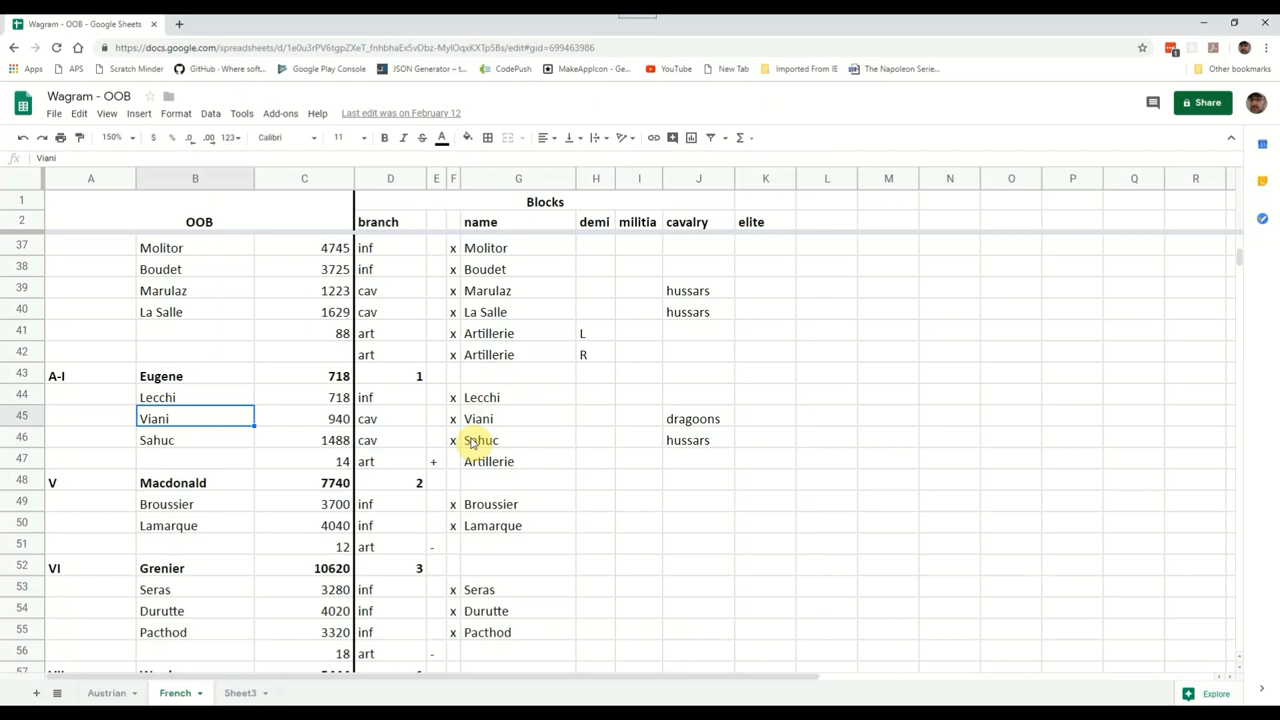 Wagram - OOB - Google Sheets
https://docs.google.com/spreadsheets/d/1e0u3rPV6tgpZXeT_fnhbhaEx5vDbz-MylOqxKXTp5Bs/edit#gid=699463986
Apps APS Scratch Minder GitHub - Where softw... Google Play Console JSON Generator – t... CodePush MakeAppIcon - Ge... YouTube New Tab Imported From IE The Napoleon Serie... Other bookmarks
Wagram - OOB
File Edit View Insert Format Data Tools Add-ons Help Last edit was on February 12
Share
150% $ % .0 .00 123 Calibri 11 B I S A
fx Viani
A B C D E F G H I J K L M N O P Q R
1 Blocks
2 OOB branch name demi militia cavalry elite
37 Molitor 4745 inf x Molitor
38 Boudet 3725 inf x Boudet
39 Marulaz 1223 cav x Marulaz hussars
40 La Salle 1629 cav x La Salle hussars
41 88 art x Artillerie L
42 art x Artillerie R
43 A-I Eugene 718 1
44 Lecchi 718 inf x Lecchi
45 Viani 940 cav x Viani dragoons
46 Sahuc 1488 cav x Sahuc hussars
47 14 art + Artillerie
48 V Macdonald 7740 2
49 Broussier 3700 inf x Broussier
50 Lamarque 4040 inf x Lamarque
51 12 art -
52 VI Grenier 10620 3
53 Seras 3280 inf x Seras
54 Durutte 4020 inf x Durutte
55 Pacthod 3320 inf x Pacthod
56 18 art -
57
Austrian French Sheet3
Explore